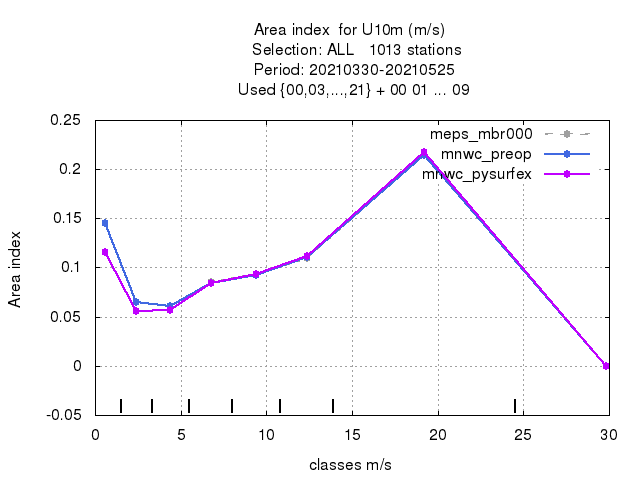 Area index  for U10m (m/s)
Selection: ALL   1013 stations
Period: 20210330-20210525
Used {00,03,...,21} + 00 01 ... 09
0.25
0.2
0.15
0.1
0.05
0
-0.05
Area index
meps_mbr000
mnwc_preop
mnwc_pysurfex
0 5 10 15 20 25 30
classes m/s